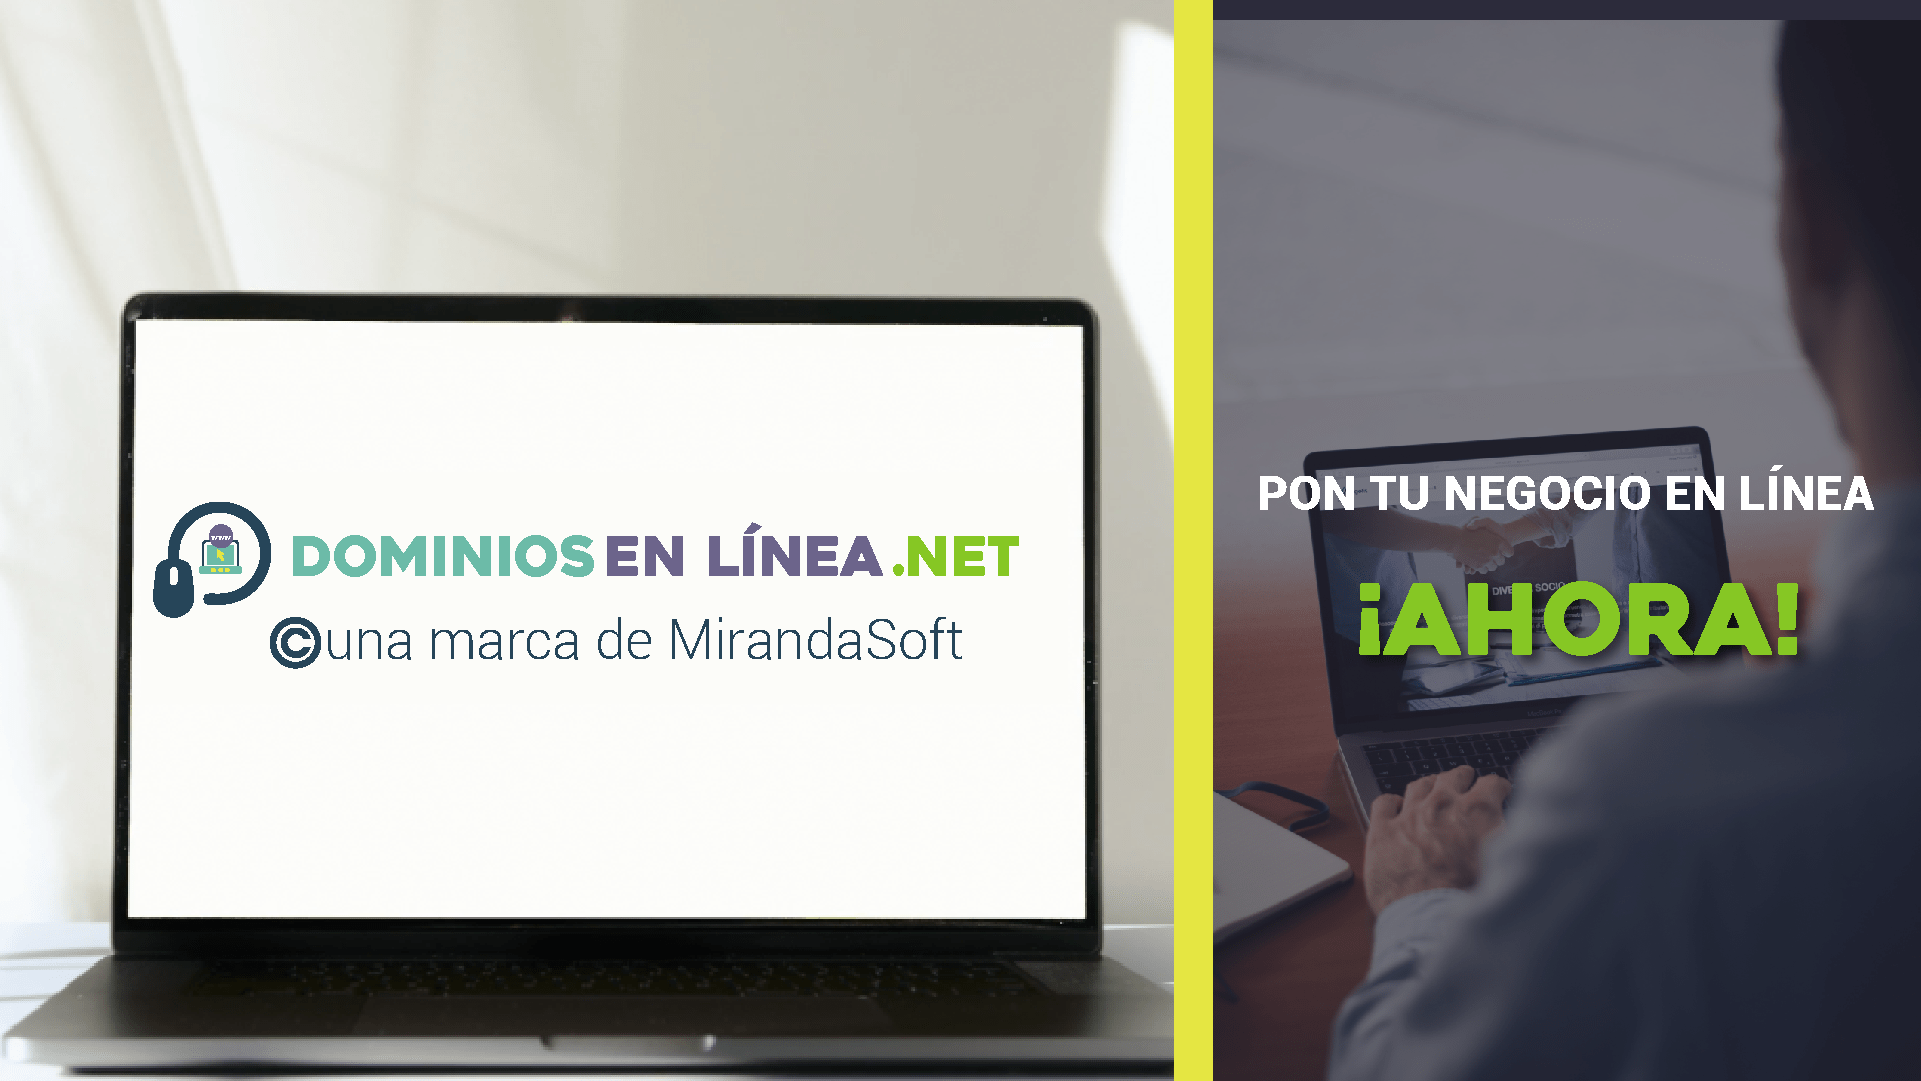 DOMINIOS EN LÍNEA .NET
©una marca de MirandaSoft
PON TU NEGOCIO EN LÍNEA
¡AHORA!